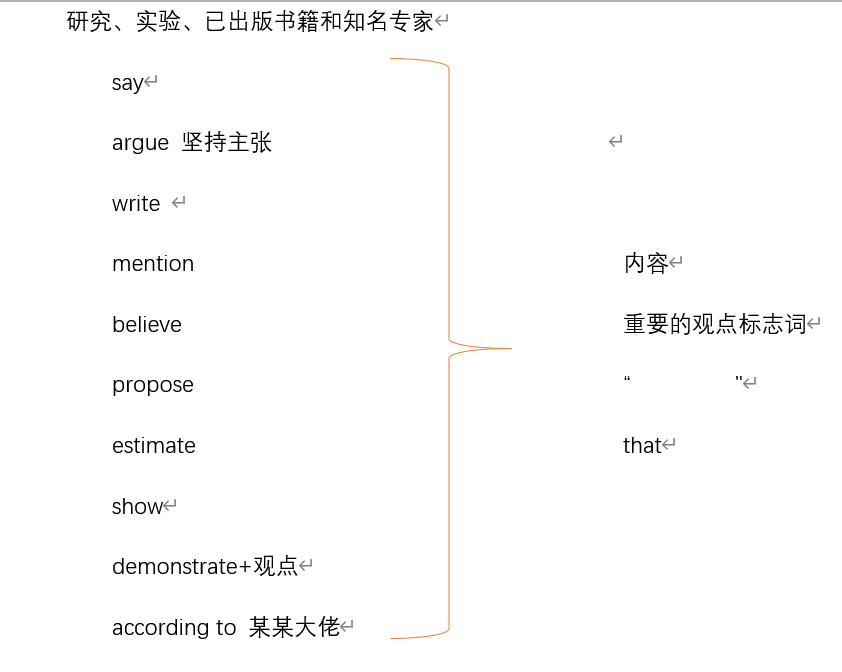 研究、实验、已出版书籍和知名专家
say
argue 坚持主张
write
mention 内容
believe 重要的观点标志词
propose “ "
estimate that
show
demonstrate+观点
according to 某某大佬